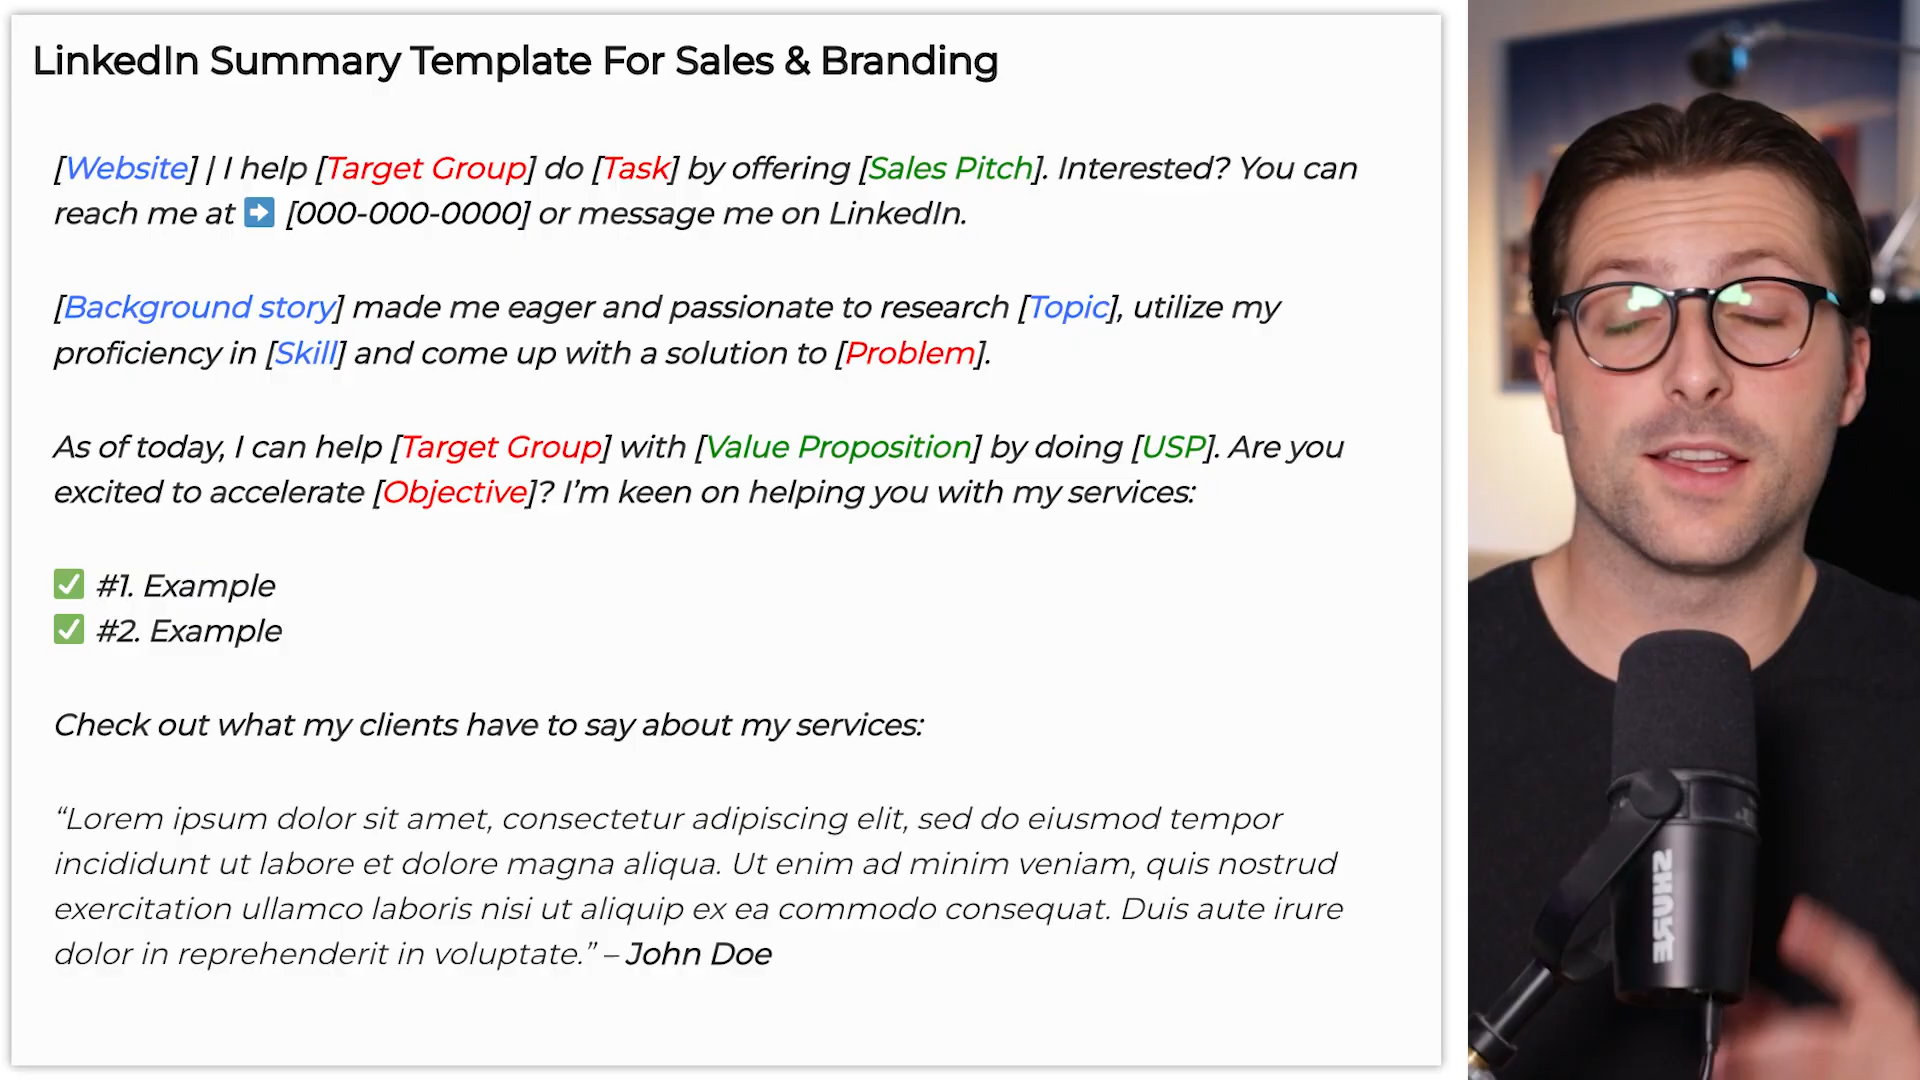 LinkedIn Summary Template For Sales & Branding
[Website] | I help [Target Group] do [Task] by offering [Sales Pitch]. Interested? You can
reach me at ➡️ [000-000-0000] or message me on LinkedIn.
[Background story] made me eager and passionate to research [Topic], utilize my
proficiency in [Skill] and come up with a solution to [Problem].
As of today, I can help [Target Group] with [Value Proposition] by doing [USP]. Are you
excited to accelerate [Objective]? I’m keen on helping you with my services:
✅ #1. Example
✅ #2. Example
Check out what my clients have to say about my services:
“Lorem ipsum dolor sit amet, consectetur adipiscing elit, sed do eiusmod tempor
incididunt ut labore et dolore magna aliqua. Ut enim ad minim veniam, quis nostrud
exercitation ullamco laboris nisi ut aliquip ex ea commodo consequat. Duis aute irure
dolor in reprehenderit in voluptate.” – John Doe
SHURE